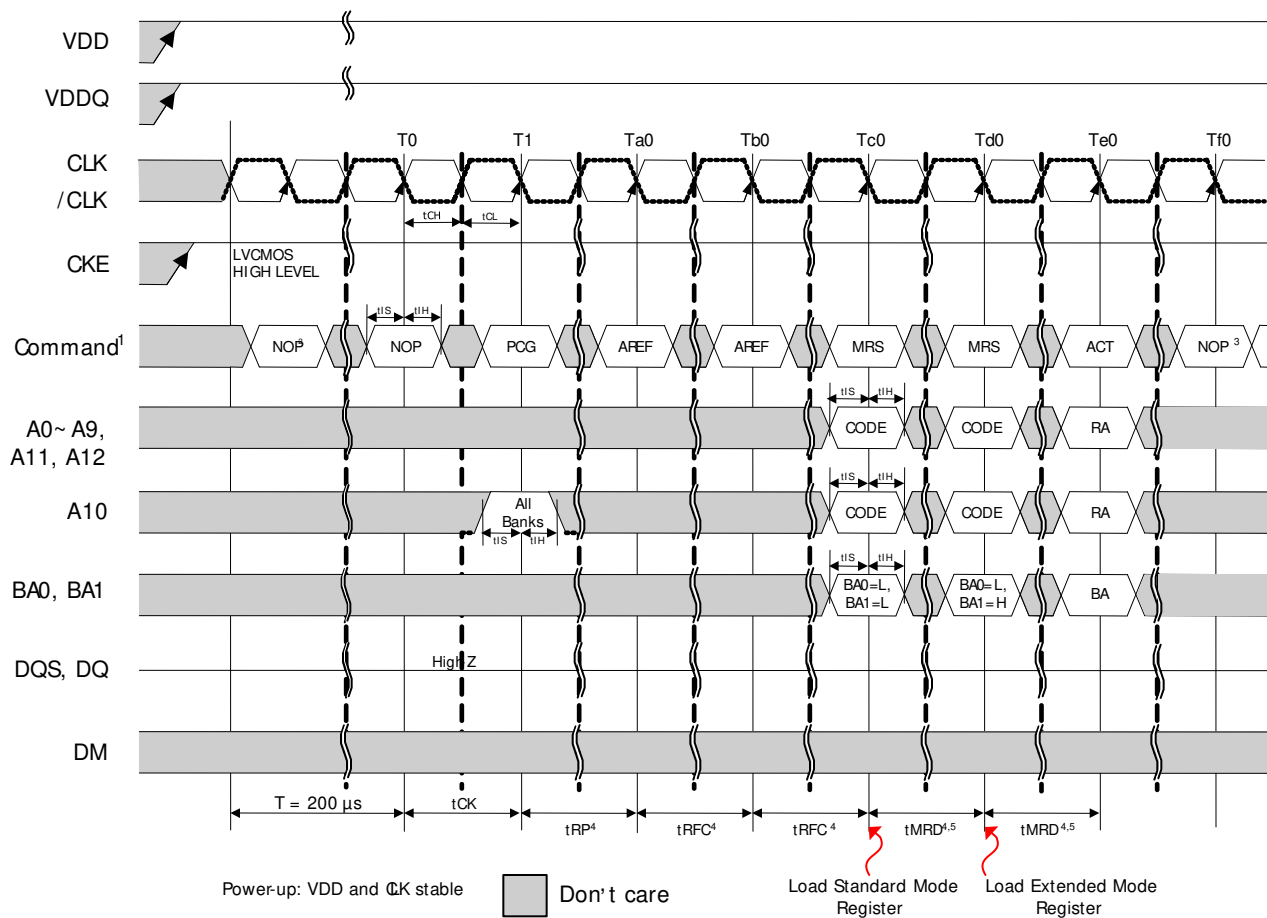 VDD
VDDQ
T0 T1 Ta0 Tb0 Tc0 Td0 Te0 Tf0
CLK
/CLK
tCH tCL
CKE
LVCMOS
HIGH LEVEL
tIS tIH
Command1
NOP3 NOP PCG AREF AREF MRS MRS ACT NOP 3
tIS tIH
A0~ A9,
A11, A12
CODE CODE RA
tIS tIH
A10
All
Banks
tIS tIH
CODE CODE RA
tIS tIH
BA0, BA1
BA0=L,
BA1=L
BA0=L,
BA1=H
BA
DQS, DQ
High Z
DM
T = 200 µs tCK tRP4 tRFC4 tRFC 4 tMRD4,5 tMRD4,5
Power-up: VDD and CLK stable
Don't care
Load Standard Mode
Register
Load Extended Mode
Register